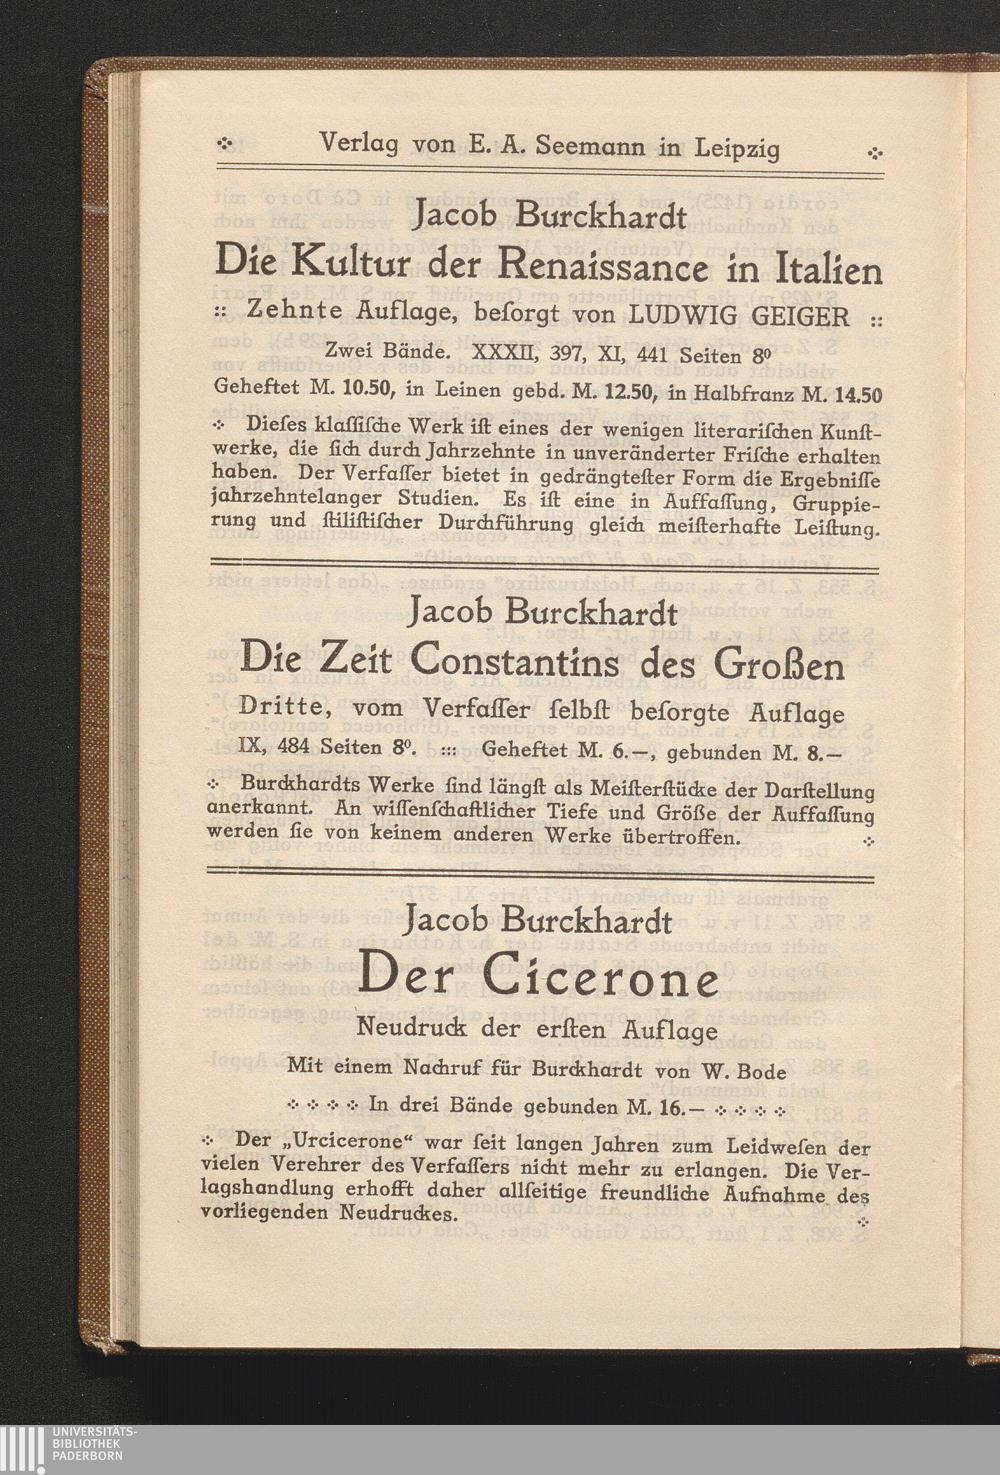 Verlag von E. A. Seemann in Leipzig
Jacob Burckhardt
Die Kultur der Renaissance in Italien
:: Zehnte Auflage, beſorgt von LUDWIG GEIGER ::
Zwei Bände. XXXII, 397, XI, 441 Seiten 8⁰
Geheftet M. 10.50, in Leinen gebd. M. 12.50, in Halbfranz M. 14.50
Dieſes klaſſiſche Werk iſt eines der wenigen literariſchen Kunſt-
werke, die ſich durch Jahrzehnte in unveränderter Friſche erhalten
haben. Der Verfaſſer bietet in gedrängteſter Form die Ergebniſſe
jahrzehntelanger Studien. Es iſt eine in Auffaſſung, Gruppie-
rung und ſtiliſtiſcher Durchführung gleich meiſterhafte Leiſtung.
Jacob Burckhardt
Die Zeit Constantins des Großen
Dritte, vom Verfaſſer ſelbſt beſorgte Auflage
IX, 484 Seiten 8⁰. ::: Geheftet M. 6.—, gebunden M. 8.—
Burckhardts Werke ſind längſt als Meiſterſtücke der Darſtellung
anerkannt. An wiſſenſchaftlicher Tiefe und Größe der Auffaſſung
werden ſie von keinem anderen Werke übertroffen.
Jacob Burckhardt
Der Cicerone
Neudruck der erſten Auflage
Mit einem Nachruf für Burckhardt von W. Bode
In drei Bände gebunden M. 16.—
Der „Urcicerone“ war ſeit langen Jahren zum Leidweſen der
vielen Verehrer des Verfaſſers nicht mehr zu erlangen. Die Ver-
lagshandlung erhofft daher allſeitige freundliche Aufnahme des
vorliegenden Neudruckes.
UNIVERSITÄTS-
BIBLIOTHEK
PADERBORN